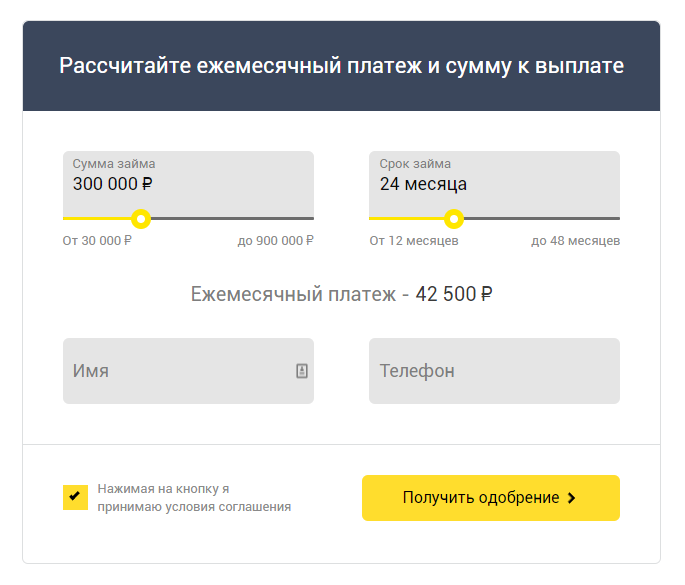 Рассчитайте ежемесячный платеж и сумму к выплате
Сумма займа
300 000 ₽
От 30 000 ₽
до 900 000 ₽
Срок займа
24 месяца
От 12 месяцев
до 48 месяцев
Ежемесячный платеж - 42 500 ₽
Имя
Телефон
Нажимая на кнопку я
принимаю условия соглашения
Получить одобрение